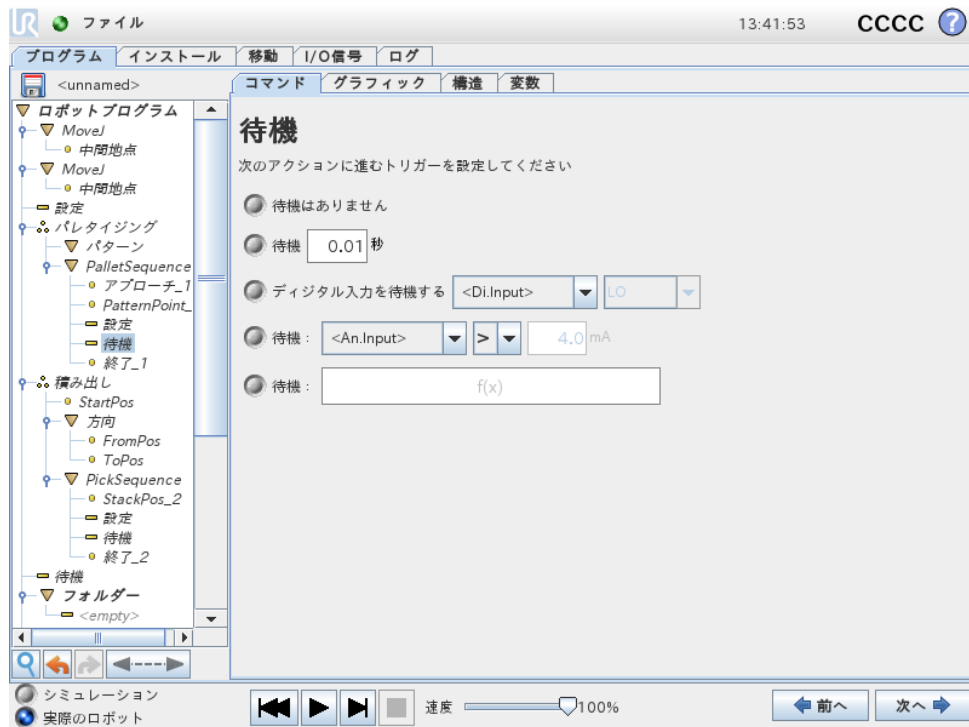 UR ファイル 13:41:53 CCCC ?
プログラム インストール 移動 I/O信号 ログ
<unnamed>
コマンド グラフィック 構造 変数
ロボットプログラム
MoveJ
中間地点
MoveJ
中間地点
設定
パレタイジング
パターン
PalletSequence
アプローチ_1
PatternPoint_
設定
待機
終了_1
積み出し
StartPos
方向
FromPos
ToPos
PickSequence
StackPos_2
設定
待機
終了_2
待機
フォルダー
<empty>
待機
次のアクションに進むトリガーを設定してください
待機はありません
待機 0.01 秒
ディジタル入力を待機する <Di.Input> LO
待機： <An.Input> > 4.0 mA
待機： f(x)
シミュレーション
実際のロボット
速度 100%
前へ 次へ